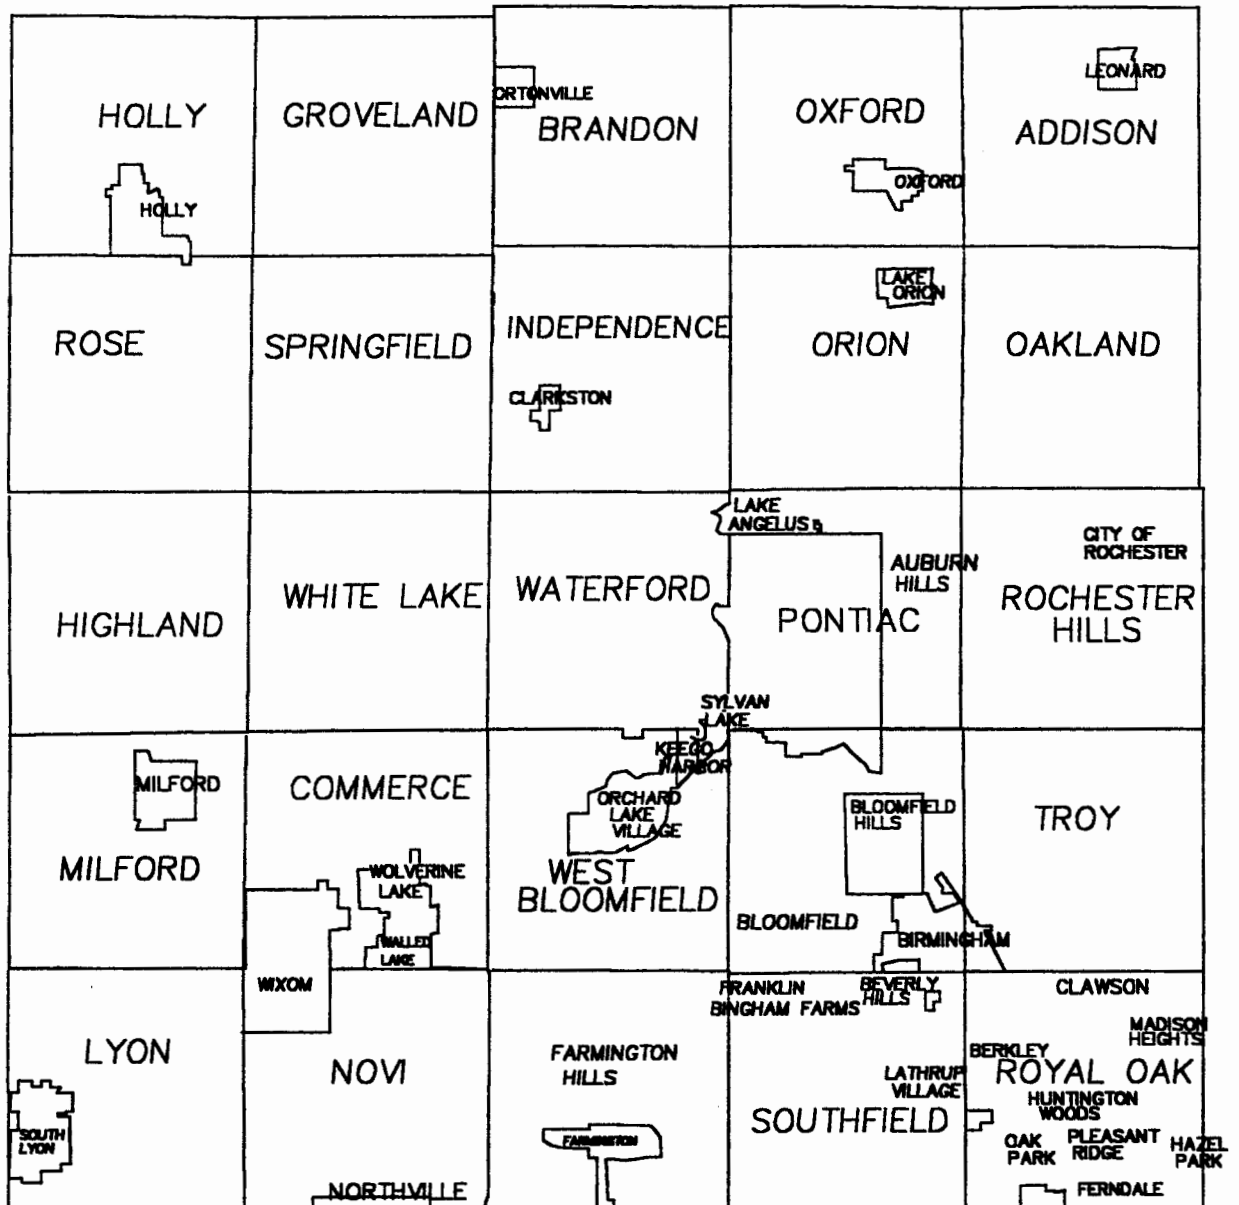 HOLLY
GROVELAND
ORTONVILLE
BRANDON
OXFORD
LEONARD
ADDISON
HOLLY
OXFORD
ROSE
SPRINGFIELD
INDEPENDENCE
CLARKSTON
LAKE
ORION
ORION
OAKLAND
HIGHLAND
WHITE LAKE
WATERFORD
LAKE
ANGELUS
PONTIAC
AUBURN
HILLS
CITY OF
ROCHESTER
ROCHESTER
HILLS
SYLVAN
LAKE
KEEGO
HARBOR
MILFORD
MILFORD
COMMERCE
WOLVERINE
LAKE
WALLED
LAKE
ORCHARD
LAKE
VILLAGE
WEST
BLOOMFIELD
BLOOMFIELD
HILLS
BLOOMFIELD
BIRMINGHAM
TROY
WIXOM
LYON
SOUTH
LYON
NOVI
NORTHVILLE
FARMINGTON
HILLS
FARMINGTON
FRANKLIN
BINGHAM FARMS
BEVERLY
HILLS
LATHRUP
VILLAGE
SOUTHFIELD
CLAWSON
MADISON
HEIGHTS
BERKLEY
ROYAL OAK
HUNTINGTON
WOODS
OAK
PARK
PLEASANT
RIDGE
HAZEL
PARK
FERNDALE